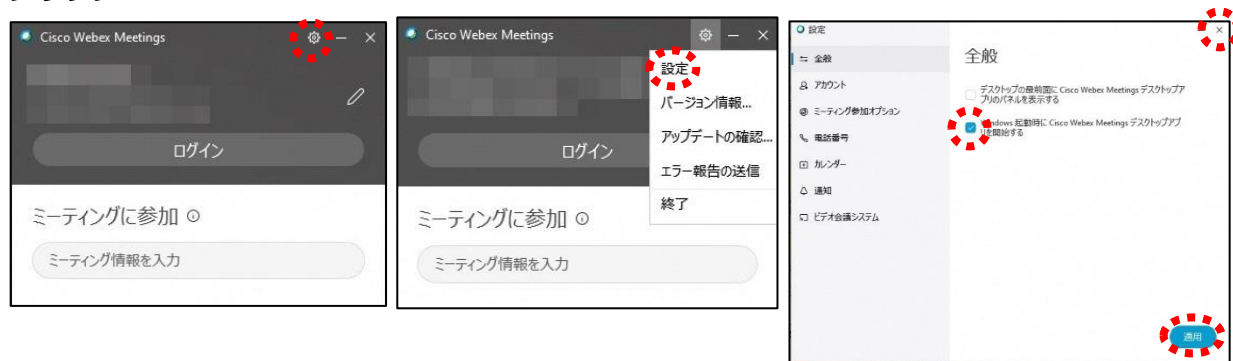 Cisco Webex Meetings
ログイン
ミーティングに参加
ミーティング情報を入力
Cisco Webex Meetings
設定
バージョン情報...
アップデートの確認...
エラー報告の送信
終了
ログイン
ミーティングに参加
ミーティング情報を入力
設定
全般
アカウント
ミーティング参加オプション
電話番号
カレンダー
通知
ビデオ会議システム
全般
デスクトップの最前面に Cisco Webex Meetings デスクトップア
プリのパネルを表示する
Windows 起動時に Cisco Webex Meetings デスクトップアプ
リを開始する
適用